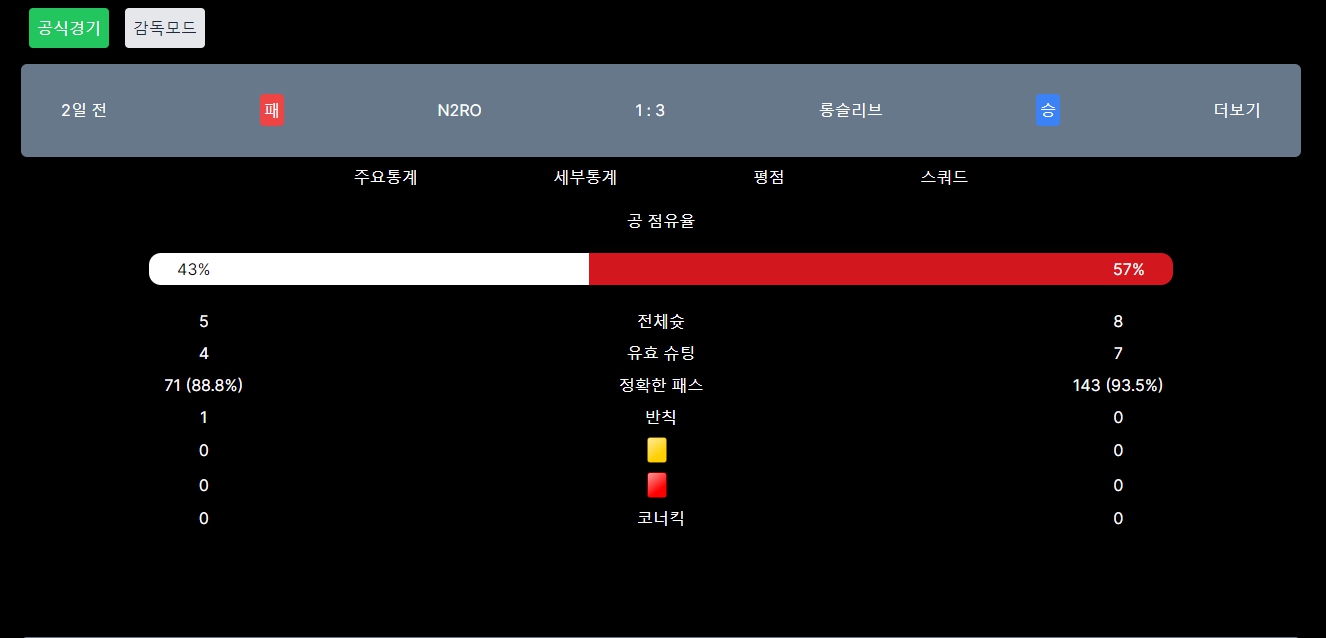 공식경기 감독모드
2일 전 패 N2RO 1 : 3 롱슬리브 승 더보기
주요통계 세부통계 평점 스쿼드
공 점유율
43% 57%
5 전체슛 8
4 유효 슈팅 7
71 (88.8%) 정확한 패스 143 (93.5%)
1 반칙 0
0 0
0 0
0 코너킥 0